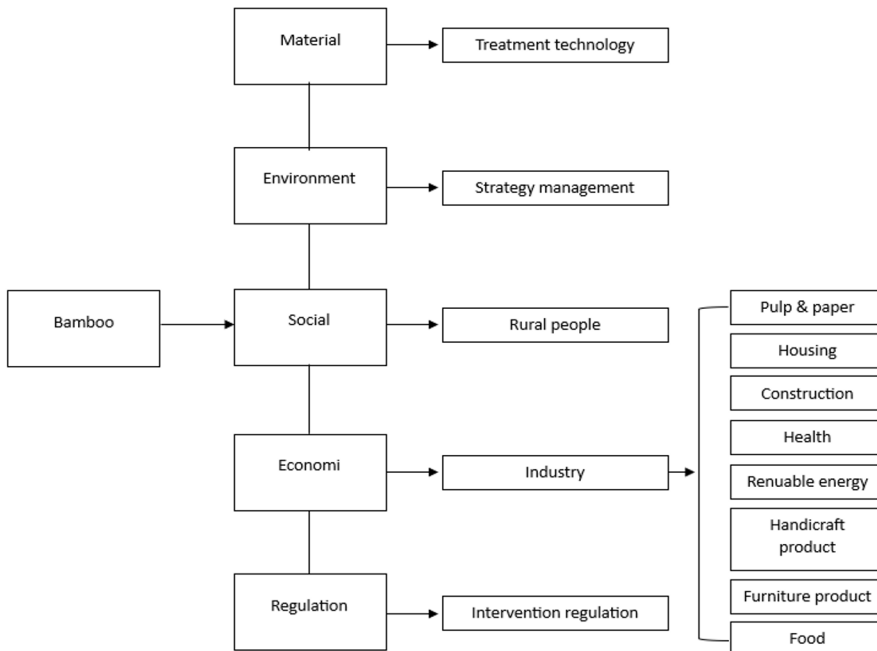 Material
Treatment technology
Environment
Strategy management
Bamboo
Social
Rural people
Pulp & paper
Housing
Construction
Health
Economi
Industry
Renuable energy
Handicraft
product
Furniture product
Regulation
Intervention regulation
Food